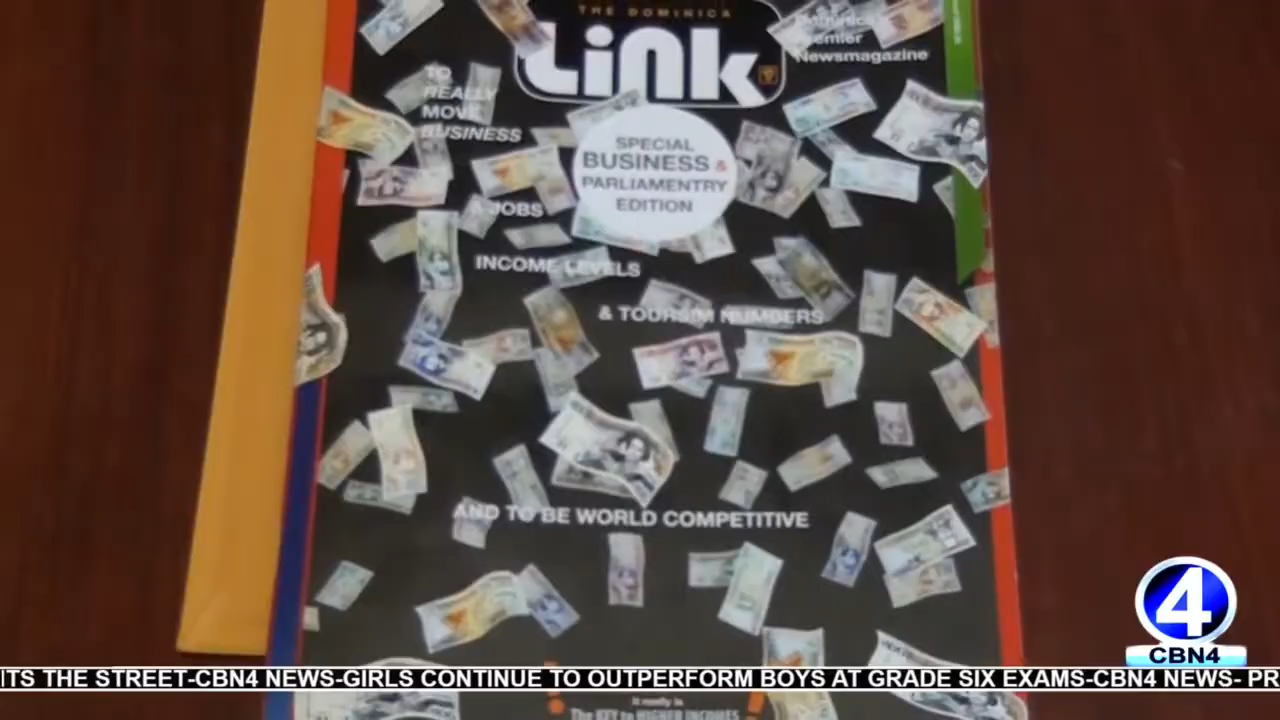 THE DOMINICA
LiNk
Dominica's
Premier
Newsmagazine
TO
REALLY
MOVE
BUSINESS
SPECIAL
BUSINESS &
PARLIAMENTRY
EDITION
& JOBS
INCOME LEVELS
& TOURSIM NUMBERS
AND TO BE WORLD COMPETITIVE
It really is
The KEY to HIGHER INCOMES
4
CBN4
ITS THE STREET-CBN4 NEWS-GIRLS CONTINUE TO OUTPERFORM BOYS AT GRADE SIX EXAMS-CBN4 NEWS- PR